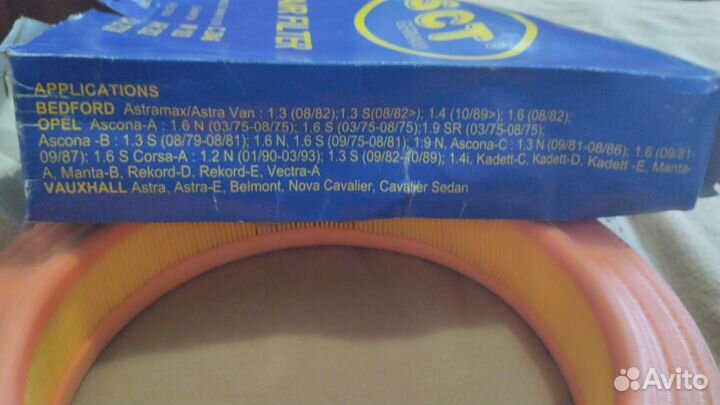 SCT
®
GERMANY
AIR FILTER
APPLICATIONS
BEDFORD Astramax/Astra Van : 1.3 (08/82);1.3 S(08/82>); 1.4 (10/89>); 1.6 (08/82);
OPEL Ascona-A : 1.6 N (03/75-08/75); 1.6 S (03/75-08/75);1.9 SR (03/75-08/75);
Ascona -B : 1.3 S (08/79-08/81); 1.6 N, 1.6 S (09/75-08/81); 1.9 N, Ascona-C : 1.3 N (09/81-08/86); 1.6 (09/81-
09/87); 1.6 S Corsa-A : 1.2 N (01/90-03/93); 1.3 S (09/82-10/89); 1.4i, Kadett-C, Kadett-D, Kadett -E, Manta-
A, Manta-B, Rekord-D, Rekord-E, Vectra-A
VAUXHALL Astra, Astra-E, Belmont, Nova Cavalier, Cavalier Sedan
Avito